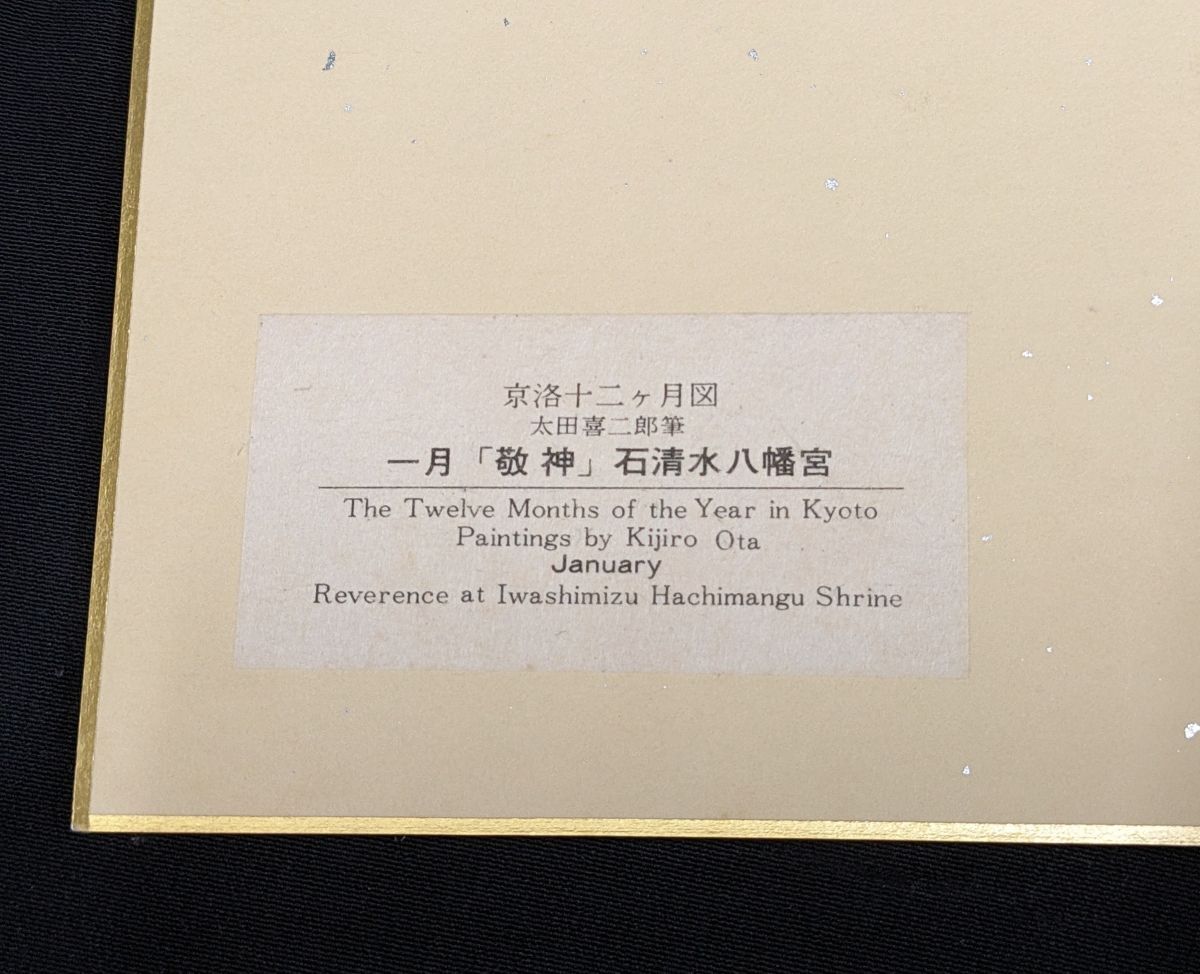 京洛十二ヶ月図
太田喜二郎筆
一月「敬神」石清水八幡宮
The Twelve Months of the Year in Kyoto
Paintings by Kijiro Ota
January
Reverence at Iwashimizu Hachimangu Shrine